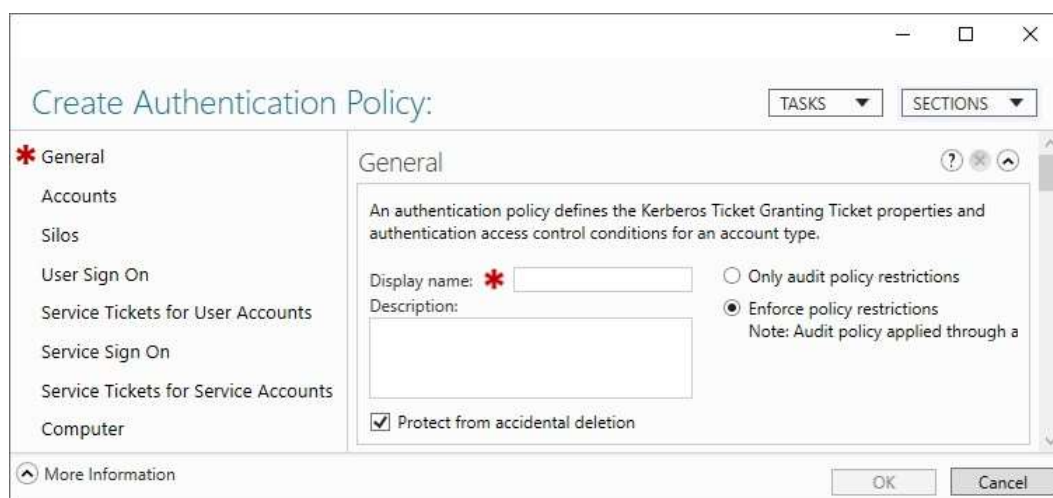 Create Authentication Policy:
TASKS
SECTIONS
General
Accounts
Silos
User Sign On
Service Tickets for User Accounts
Service Sign On
Service Tickets for Service Accounts
Computer
General
An authentication policy defines the Kerberos Ticket Granting Ticket properties and
authentication access control conditions for an account type.
Display name:
Only audit policy restrictions
Description:
Enforce policy restrictions
Note: Audit policy applied through a
Protect from accidental deletion
More Information
OK
Cancel